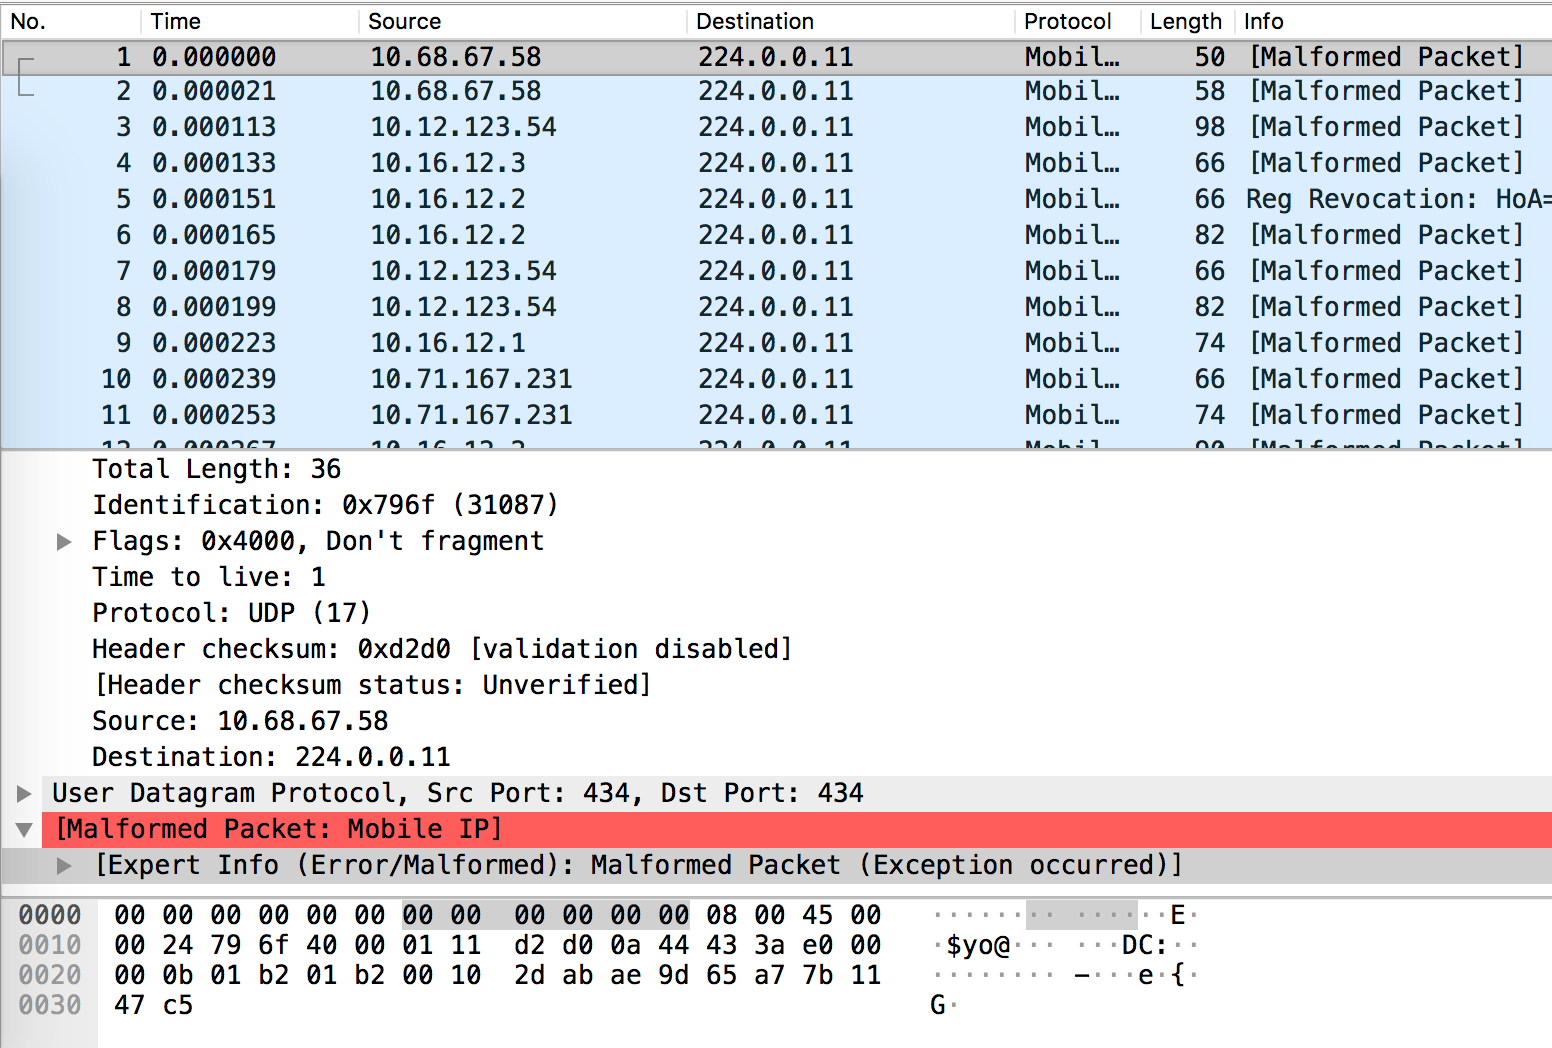 No. Time Source Destination Protocol Length Info
1 0.000000 10.68.67.58 224.0.0.11 Mobil… 50 [Malformed Packet]
2 0.000021 10.68.67.58 224.0.0.11 Mobil… 58 [Malformed Packet]
3 0.000113 10.12.123.54 224.0.0.11 Mobil… 98 [Malformed Packet]
4 0.000133 10.16.12.3 224.0.0.11 Mobil… 66 [Malformed Packet]
5 0.000151 10.16.12.2 224.0.0.11 Mobil… 66 Reg Revocation: HoA=
6 0.000165 10.16.12.2 224.0.0.11 Mobil… 82 [Malformed Packet]
7 0.000179 10.12.123.54 224.0.0.11 Mobil… 66 [Malformed Packet]
8 0.000199 10.12.123.54 224.0.0.11 Mobil… 82 [Malformed Packet]
9 0.000223 10.16.12.1 224.0.0.11 Mobil… 74 [Malformed Packet]
10 0.000239 10.71.167.231 224.0.0.11 Mobil… 66 [Malformed Packet]
11 0.000253 10.71.167.231 224.0.0.11 Mobil… 74 [Malformed Packet]
Total Length: 36
Identification: 0x796f (31087)
Flags: 0x4000, Don't fragment
Time to live: 1
Protocol: UDP (17)
Header checksum: 0xd2d0 [validation disabled]
[Header checksum status: Unverified]
Source: 10.68.67.58
Destination: 224.0.0.11
User Datagram Protocol, Src Port: 434, Dst Port: 434
[Malformed Packet: Mobile IP]
[Expert Info (Error/Malformed): Malformed Packet (Exception occurred)]
0000 00 00 00 00 00 00 00 00 00 00 00 00 08 00 45 00 ········ ······E·
0010 00 24 79 6f 40 00 01 11 d2 d0 0a 44 43 3a e0 00 ·$yo@··· ···DC:··
0020 00 0b 01 b2 01 b2 00 10 2d ab ae 9d 65 a7 7b 11 ········ -···e·{·
0030 47 c5 G·